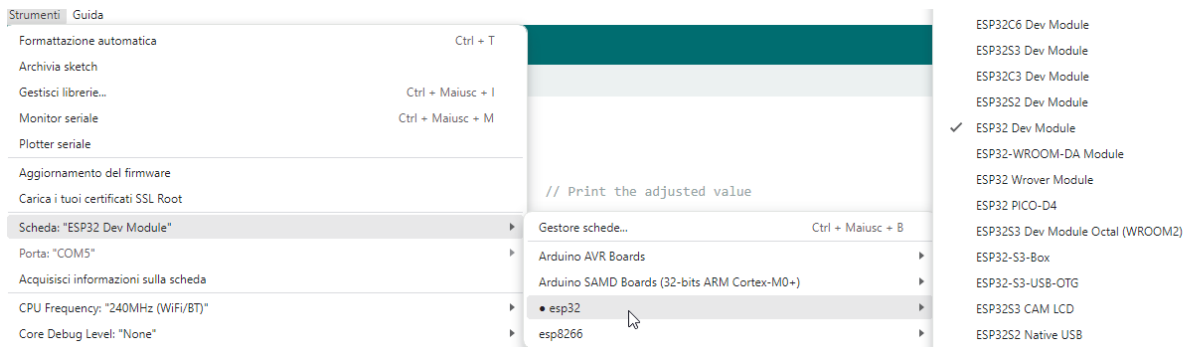 Strumenti Guida
Formattazione automatica Ctrl + T
Archivia sketch
Gestisci librerie... Ctrl + Maiusc + I
Monitor seriale Ctrl + Maiusc + M
Plotter seriale
Aggiornamento del firmware
Carica i tuoi certificati SSL Root
Scheda: "ESP32 Dev Module"
Porta: "COM5"
Acquisisci informazioni sulla scheda
CPU Frequency: "240MHz (WiFi/BT)"
Core Debug Level: "None"
// Print the adjusted value
Gestore schede... Ctrl + Maiusc + B
Arduino AVR Boards
Arduino SAMD Boards (32-bits ARM Cortex-M0+)
● esp32
esp8266
ESP32C6 Dev Module
ESP32S3 Dev Module
ESP32C3 Dev Module
ESP32S2 Dev Module
✓ ESP32 Dev Module
ESP32-WROOM-DA Module
ESP32 Wrover Module
ESP32 PICO-D4
ESP32S3 Dev Module Octal (WROOM2)
ESP32-S3-Box
ESP32-S3-USB-OTG
ESP32S3 CAM LCD
ESP32S2 Native USB